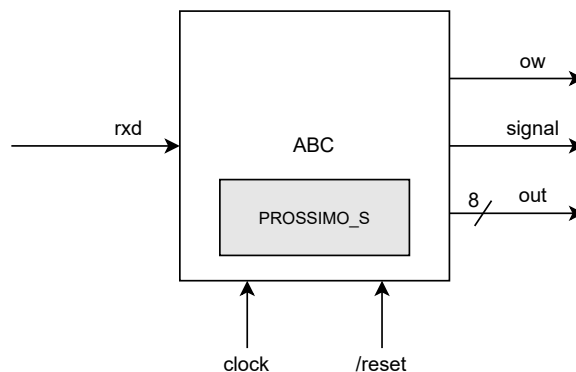 ow
rxd
signal
ABC
8
out
PROSSIMO_S
clock
/reset